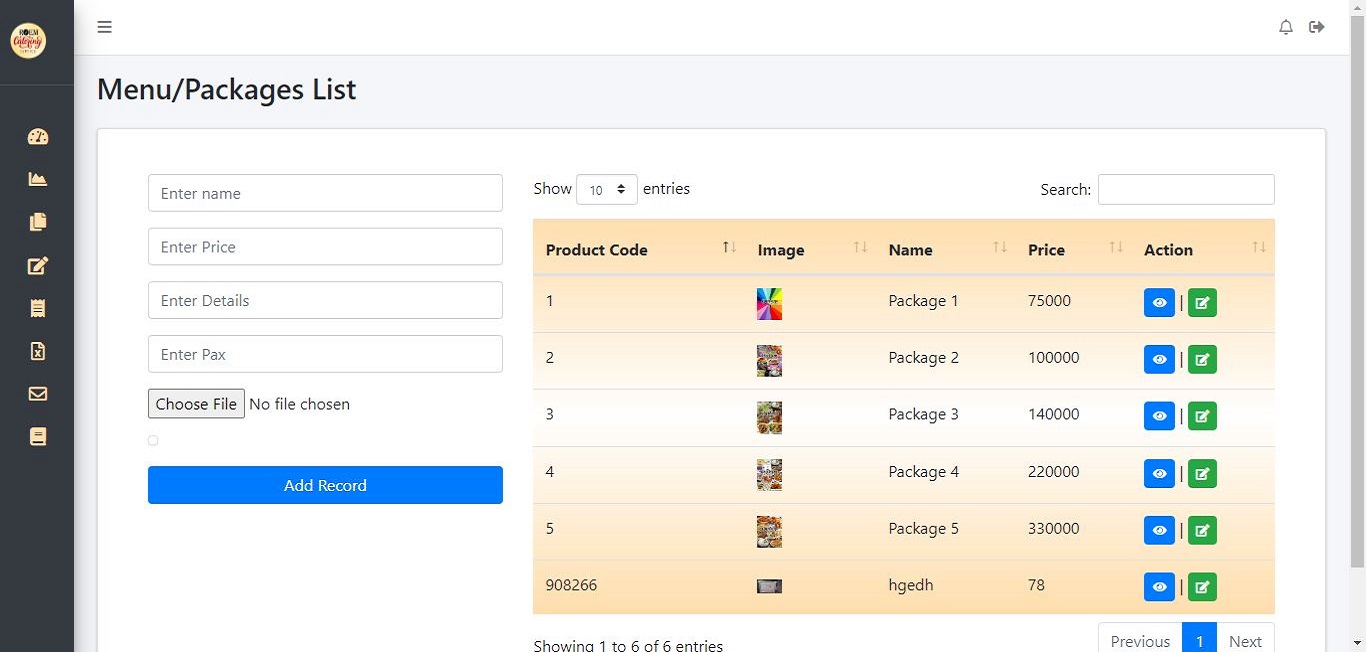 ROEM
Catering
Menu/Packages List
Enter name
Enter Price
Enter Details
Enter Pax
Choose File No file chosen
Add Record
Show 10 entries
Search:
Product Code Image Name Price Action
1 Package 1 75000 |
2 Package 2 100000 |
3 Package 3 140000 |
4 Package 4 220000 |
5 Package 5 330000 |
908266 hgedh 78 |
Showing 1 to 6 of 6 entries
Previous 1 Next